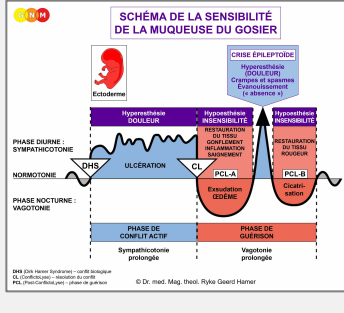 GNM
SCHÉMA DE LA SENSIBILITÉ
DE LA MUQUEUSE DU GOSIER
Ectoderme
CRISE ÉPILEPTOÏDE
Hyperesthésie
(DOULEUR)
Crampes et spasmes
Évanouissement
(« absence »)
Hyperesthésie
DOULEUR
Hypoesthésie
INSENSIBILITÉ
Hypoesthésie
INSENSIBILITÉ
PHASE DIURNE :
SYMPATHICOTONIE
RESTAURATION
DU TISSU
GONFLEMENT
INFLAMMATION
SAIGNEMENT
RESTAURATION
DU TISSU
ROUGEUR
DHS
ULCÉRATION
CL
PCL-A
PCL-B
NORMOTONIE
Exsudation
ŒDÈME
Cicatri-
sation
PHASE NOCTURNE :
VAGOTONIE
PHASE DE
CONFLIT ACTIF
PHASE DE
GUÉRISON
Sympathicotonie
prolongée
Vagotonie
prolongée
DHS (Dirk Hamer Syndrome) – conflit biologique
CL (ConflictoLyse) – résolution du conflit
PCL (Post-ConflictoLyse) – phase de guérison
© Dr. med. Mag. theol. Ryke Geerd Hamer